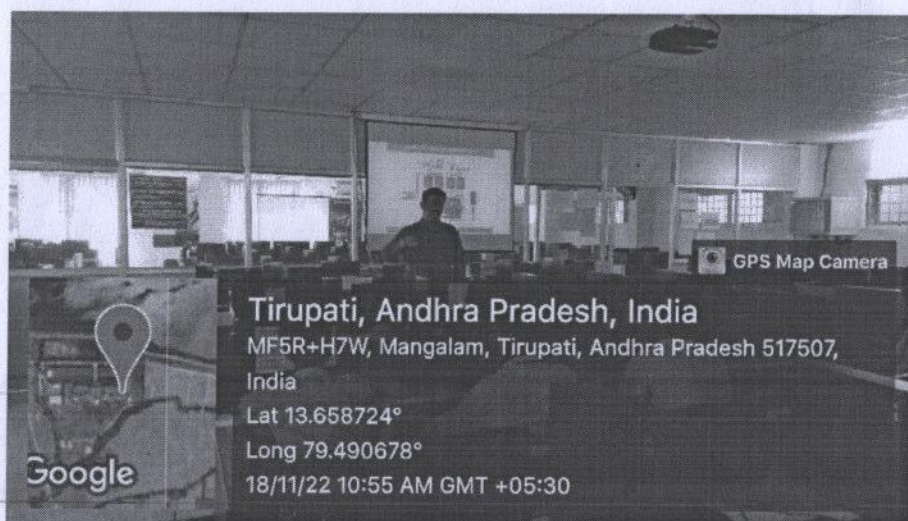 GPS Map Camera
Tirupati, Andhra Pradesh, India
MF5R+H7W, Mangalam, Tirupati, Andhra Pradesh 517507,
India
Lat 13.658724°
Long 79.490678°
18/11/22 10:55 AM GMT +05:30
Google